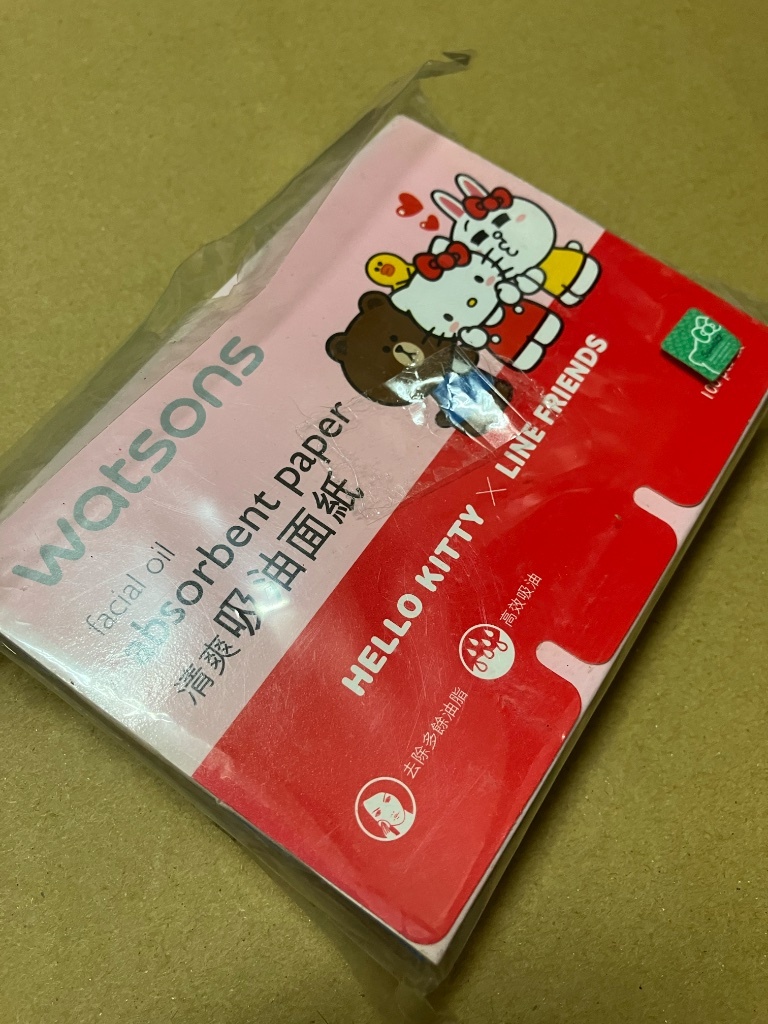 watsons
facial oil
absorbent paper
清爽吸油面紙
HELLO KITTY × LINE FRIENDS
去除多餘油脂
高效吸油